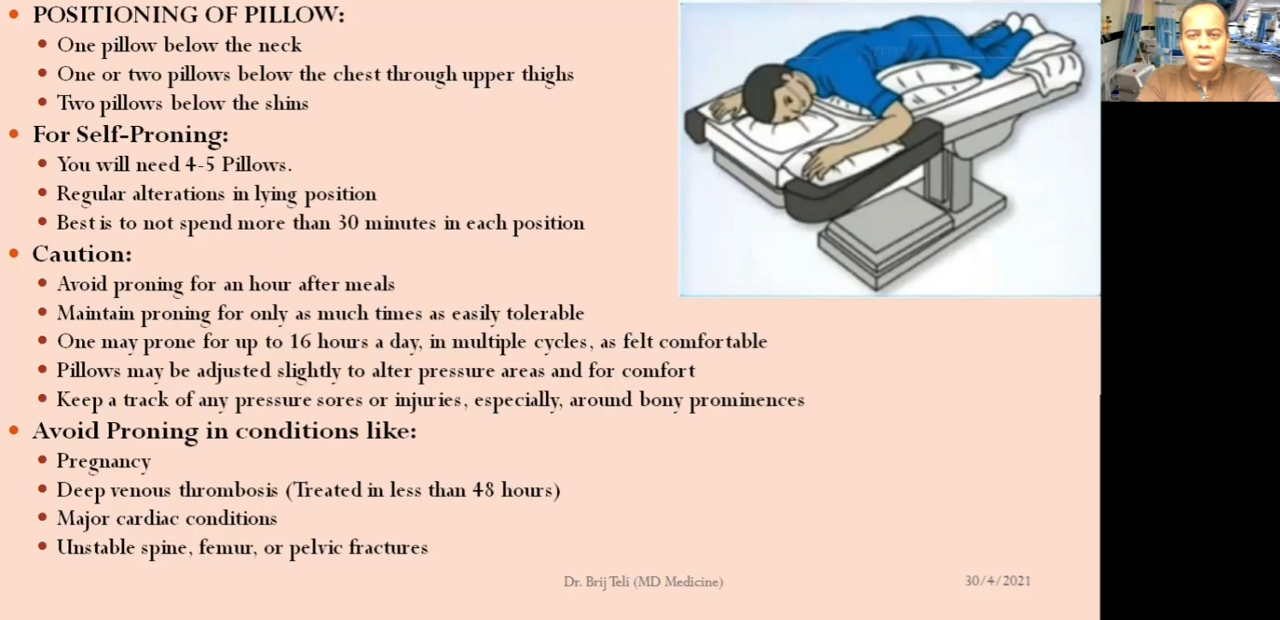 POSITIONING OF PILLOW:
One pillow below the neck
One or two pillows below the chest through upper thighs
Two pillows below the shins
For Self-Proning:
You will need 4-5 Pillows.
Regular alterations in lying position
Best is to not spend more than 30 minutes in each position
Caution:
Avoid proning for an hour after meals
Maintain proning for only as much times as easily tolerable
One may prone for up to 16 hours a day, in multiple cycles, as felt comfortable
Pillows may be adjusted slightly to alter pressure areas and for comfort
Keep a track of any pressure sores or injuries, especially, around bony prominences
Avoid Proning in conditions like:
Pregnancy
Deep venous thrombosis (Treated in less than 48 hours)
Major cardiac conditions
Unstable spine, femur, or pelvic fractures
Dr. Brij Teli (MD Medicine)
30/4/2021